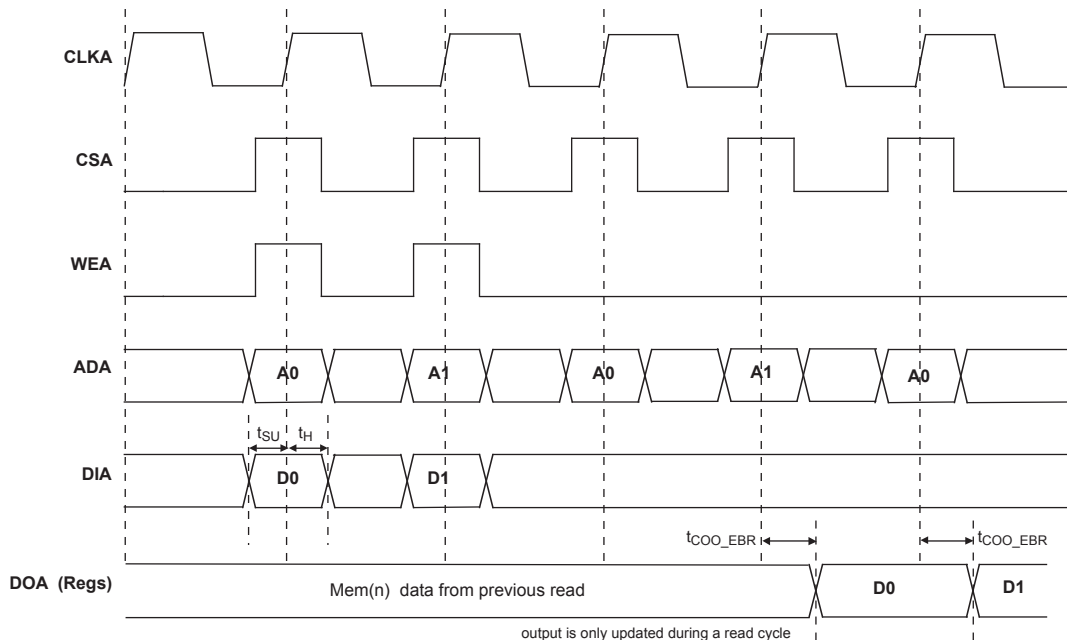 CLKA
CSA
WEA
ADA A0 A1 A0 A1 A0
tSU tH
DIA D0 D1
tCOO_EBR tCOO_EBR
DOA (Regs) Mem(n) data from previous read D0 D1
output is only updated during a read cycle